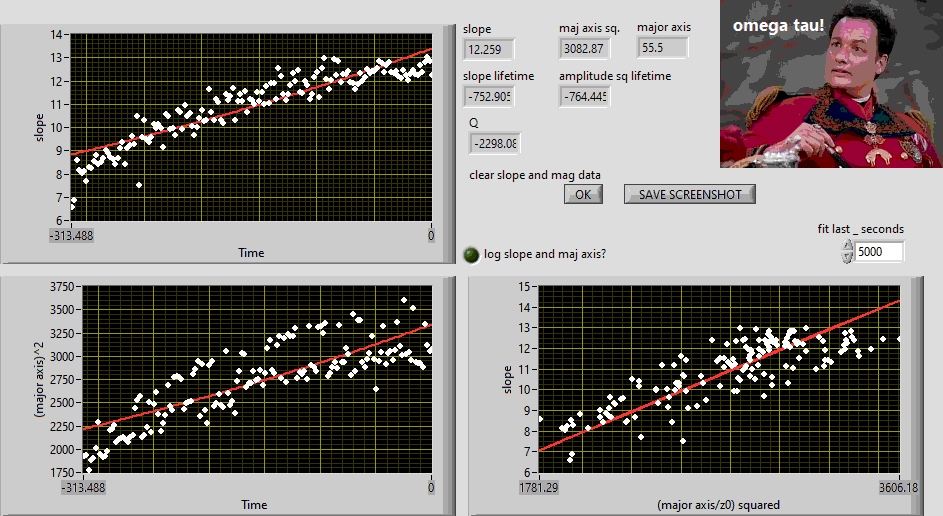 omega tau!
slope
12.259
maj axis sq.
3082.87
major axis
55.5
slope lifetime
-752.905
amplitude sq lifetime
-764.445
Q
-2298.08
clear slope and mag data
OK
SAVE SCREENSHOT
fit last _ seconds
5000
log slope and maj axis?
14
13
12
11
10
9
8
7
6
slope
-313.488
0
Time
3750
3500
3250
3000
2750
2500
2250
2000
1750
(major axis)^2
-313.488
0
Time
15
14
13
12
11
10
9
8
7
6
slope
1781.29
3606.18
(major axis/z0) squared